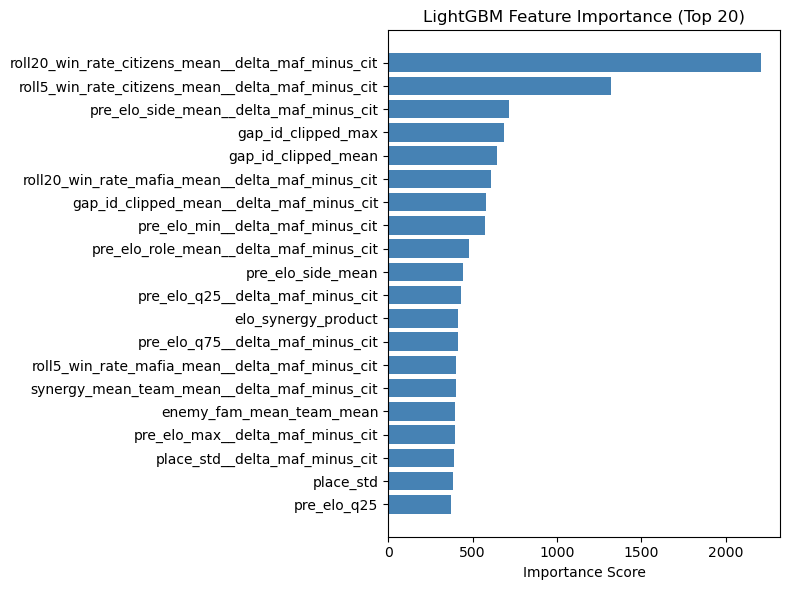 LightGBM Feature Importance (Top 20)
roll20_win_rate_citizens_mean__delta_maf_minus_cit
roll5_win_rate_citizens_mean__delta_maf_minus_cit
pre_elo_side_mean__delta_maf_minus_cit
gap_id_clipped_max
gap_id_clipped_mean
roll20_win_rate_mafia_mean__delta_maf_minus_cit
gap_id_clipped_mean__delta_maf_minus_cit
pre_elo_min__delta_maf_minus_cit
pre_elo_role_mean__delta_maf_minus_cit
pre_elo_side_mean
pre_elo_q25__delta_maf_minus_cit
elo_synergy_product
pre_elo_q75__delta_maf_minus_cit
roll5_win_rate_mafia_mean__delta_maf_minus_cit
synergy_mean_team_mean__delta_maf_minus_cit
enemy_fam_mean_team_mean
pre_elo_max__delta_maf_minus_cit
place_std__delta_maf_minus_cit
place_std
pre_elo_q25
0 500 1000 1500 2000
Importance Score